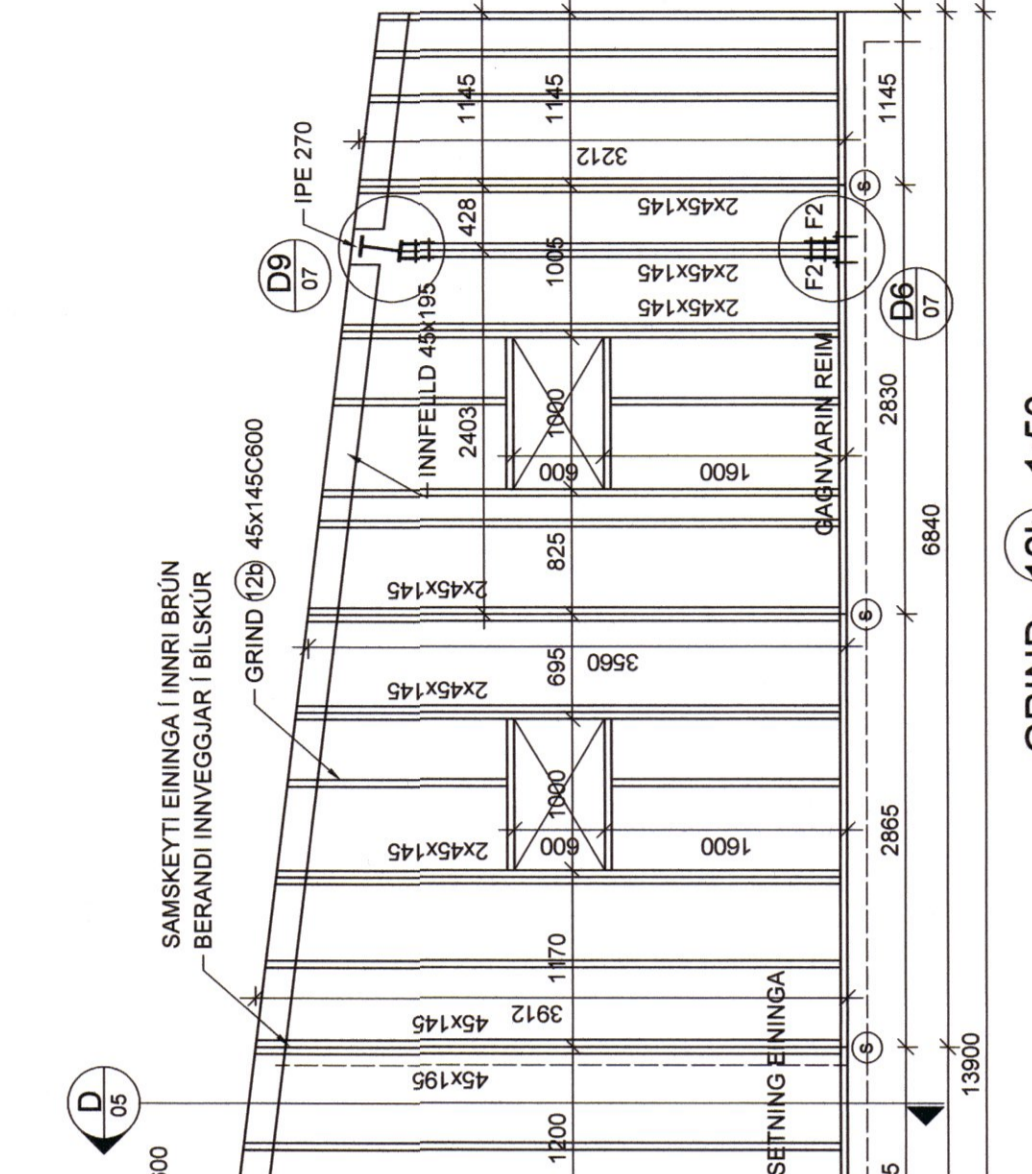 IPE 270
D9
07
1145
1145
1145
3212
428
1005
2x45x145
2x45x145
2x45x145
F2
F2
D6
07
INNFELLD 45x195
2403
1000
600
1600
GAGNVARIN REIM
2830
S
GRIND 12b 45x145C600
SAMSKEYTI EININGA Í INNRI BRÚN
BERANDI INNVEGGJAR Í BÍLSKÚR
825
2x45x145
S
6840
695
3560
2x45x145
1000
600
1600
2x45x145
2865
1170
3912
45x145
45x195
S
SETNING EININGA
13900
D
05
1200